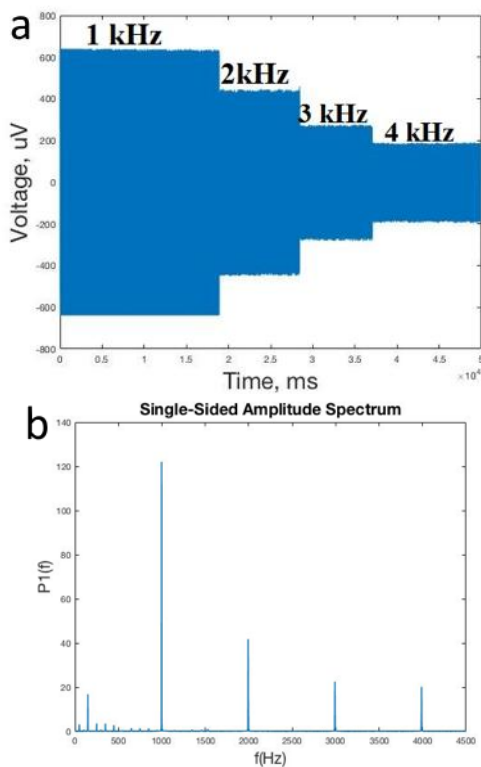 a
800
600
400
200
0
-200
-400
-600
-800
Voltage, uV
1 kHz
2kHz
3 kHz
4 kHz
0 0.5 1 1.5 2 2.5 3 3.5 4 4.5 5
×10⁴
Time, ms
b
Single-Sided Amplitude Spectrum
140
120
100
80
60
40
20
0
P1(f)
0 500 1000 1500 2000 2500 3000 3500 4000 4500
f(Hz)